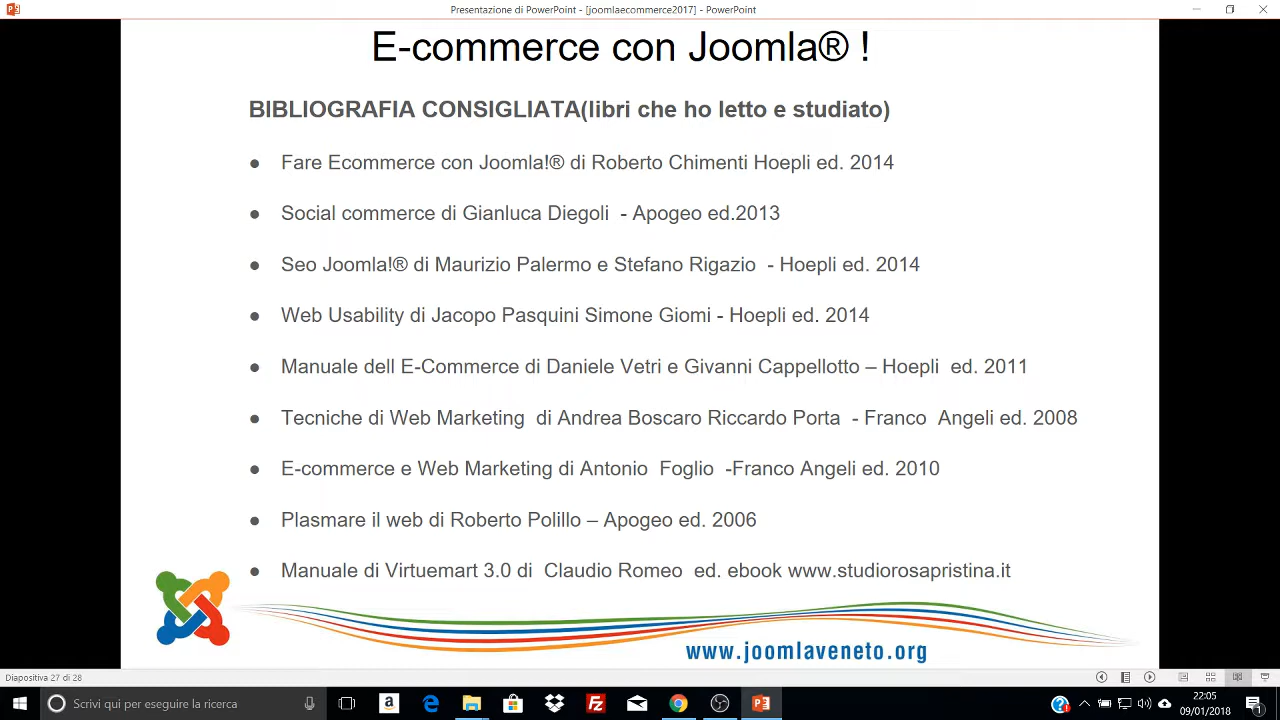 Presentazione di PowerPoint - [joomlaecommerce2017] - PowerPoint
E-commerce con Joomla® !
BIBLIOGRAFIA CONSIGLIATA(libri che ho letto e studiato)
● Fare Ecommerce con Joomla!® di Roberto Chimenti Hoepli ed. 2014
● Social commerce di Gianluca Diegoli - Apogeo ed.2013
● Seo Joomla!® di Maurizio Palermo e Stefano Rigazio - Hoepli ed. 2014
● Web Usability di Jacopo Pasquini Simone Giomi - Hoepli ed. 2014
● Manuale dell E-Commerce di Daniele Vetri e Givanni Cappellotto – Hoepli ed. 2011
● Tecniche di Web Marketing di Andrea Boscaro Riccardo Porta - Franco Angeli ed. 2008
● E-commerce e Web Marketing di Antonio Foglio -Franco Angeli ed. 2010
● Plasmare il web di Roberto Polillo – Apogeo ed. 2006
● Manuale di Virtuemart 3.0 di Claudio Romeo ed. ebook www.studiorosapristina.it
www.joomlaveneto.org
Diapositiva 27 di 28
Scrivi qui per eseguire la ricerca
22:05
09/01/2018